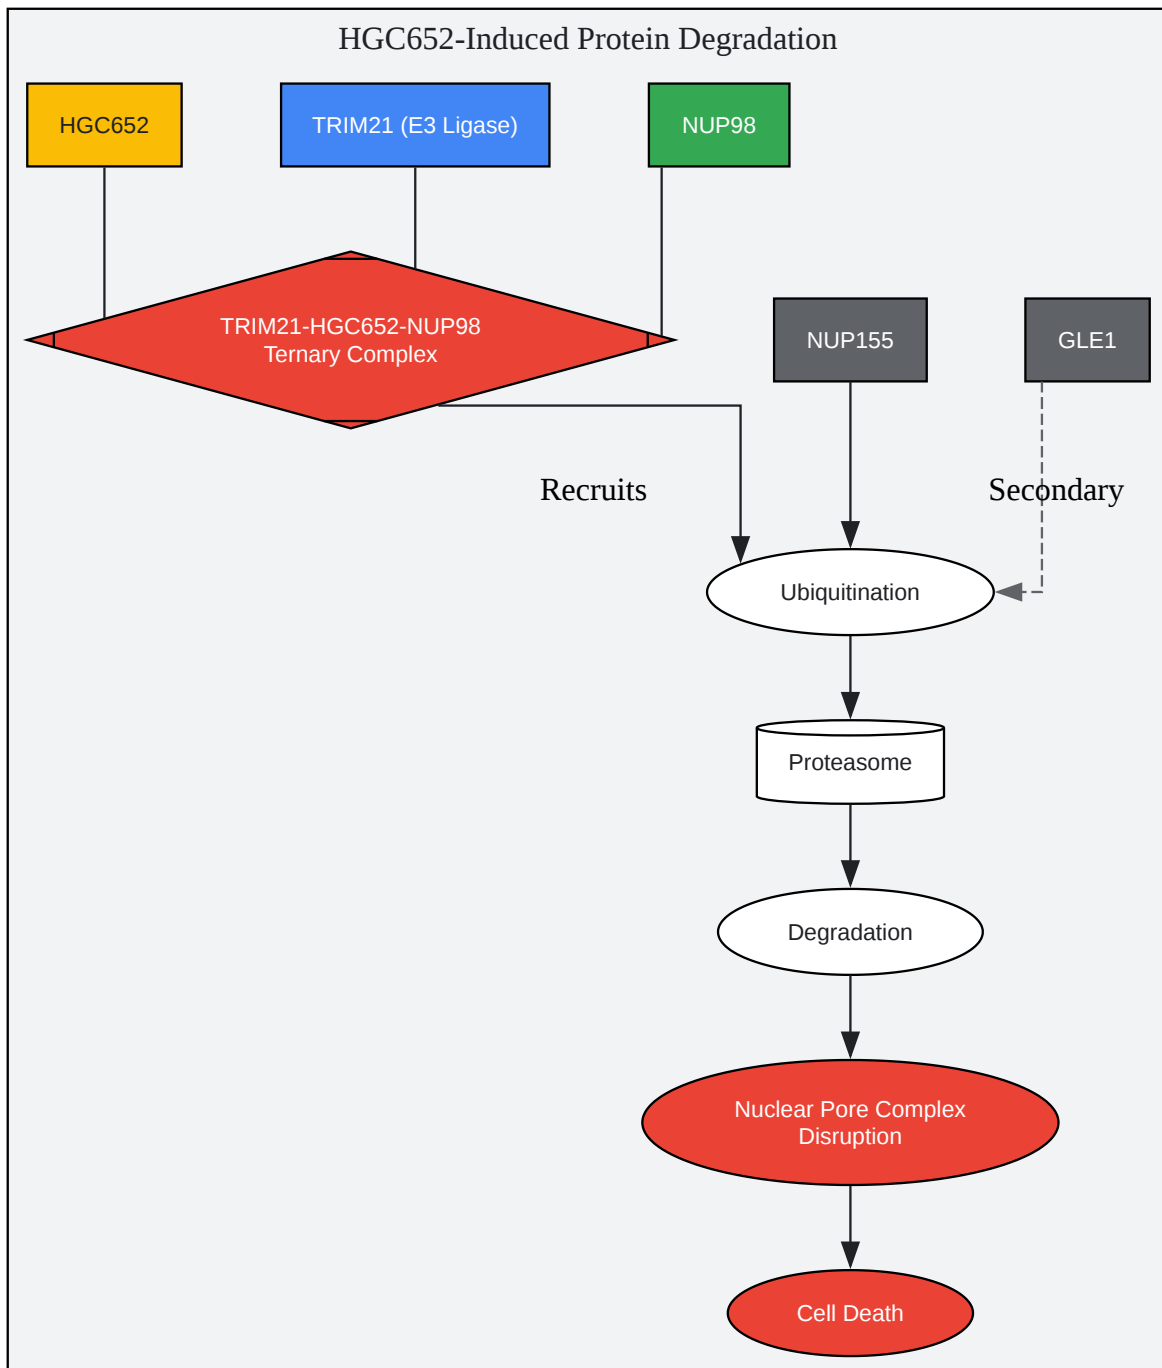 HGC652-Induced Protein Degradation
HGC652
TRIM21 (E3 Ligase)
NUP98
TRIM21-HGC652-NUP98
Ternary Complex
NUP155
GLE1
Recruits
Secondary
Ubiquitination
Proteasome
Degradation
Nuclear Pore Complex
Disruption
Cell Death